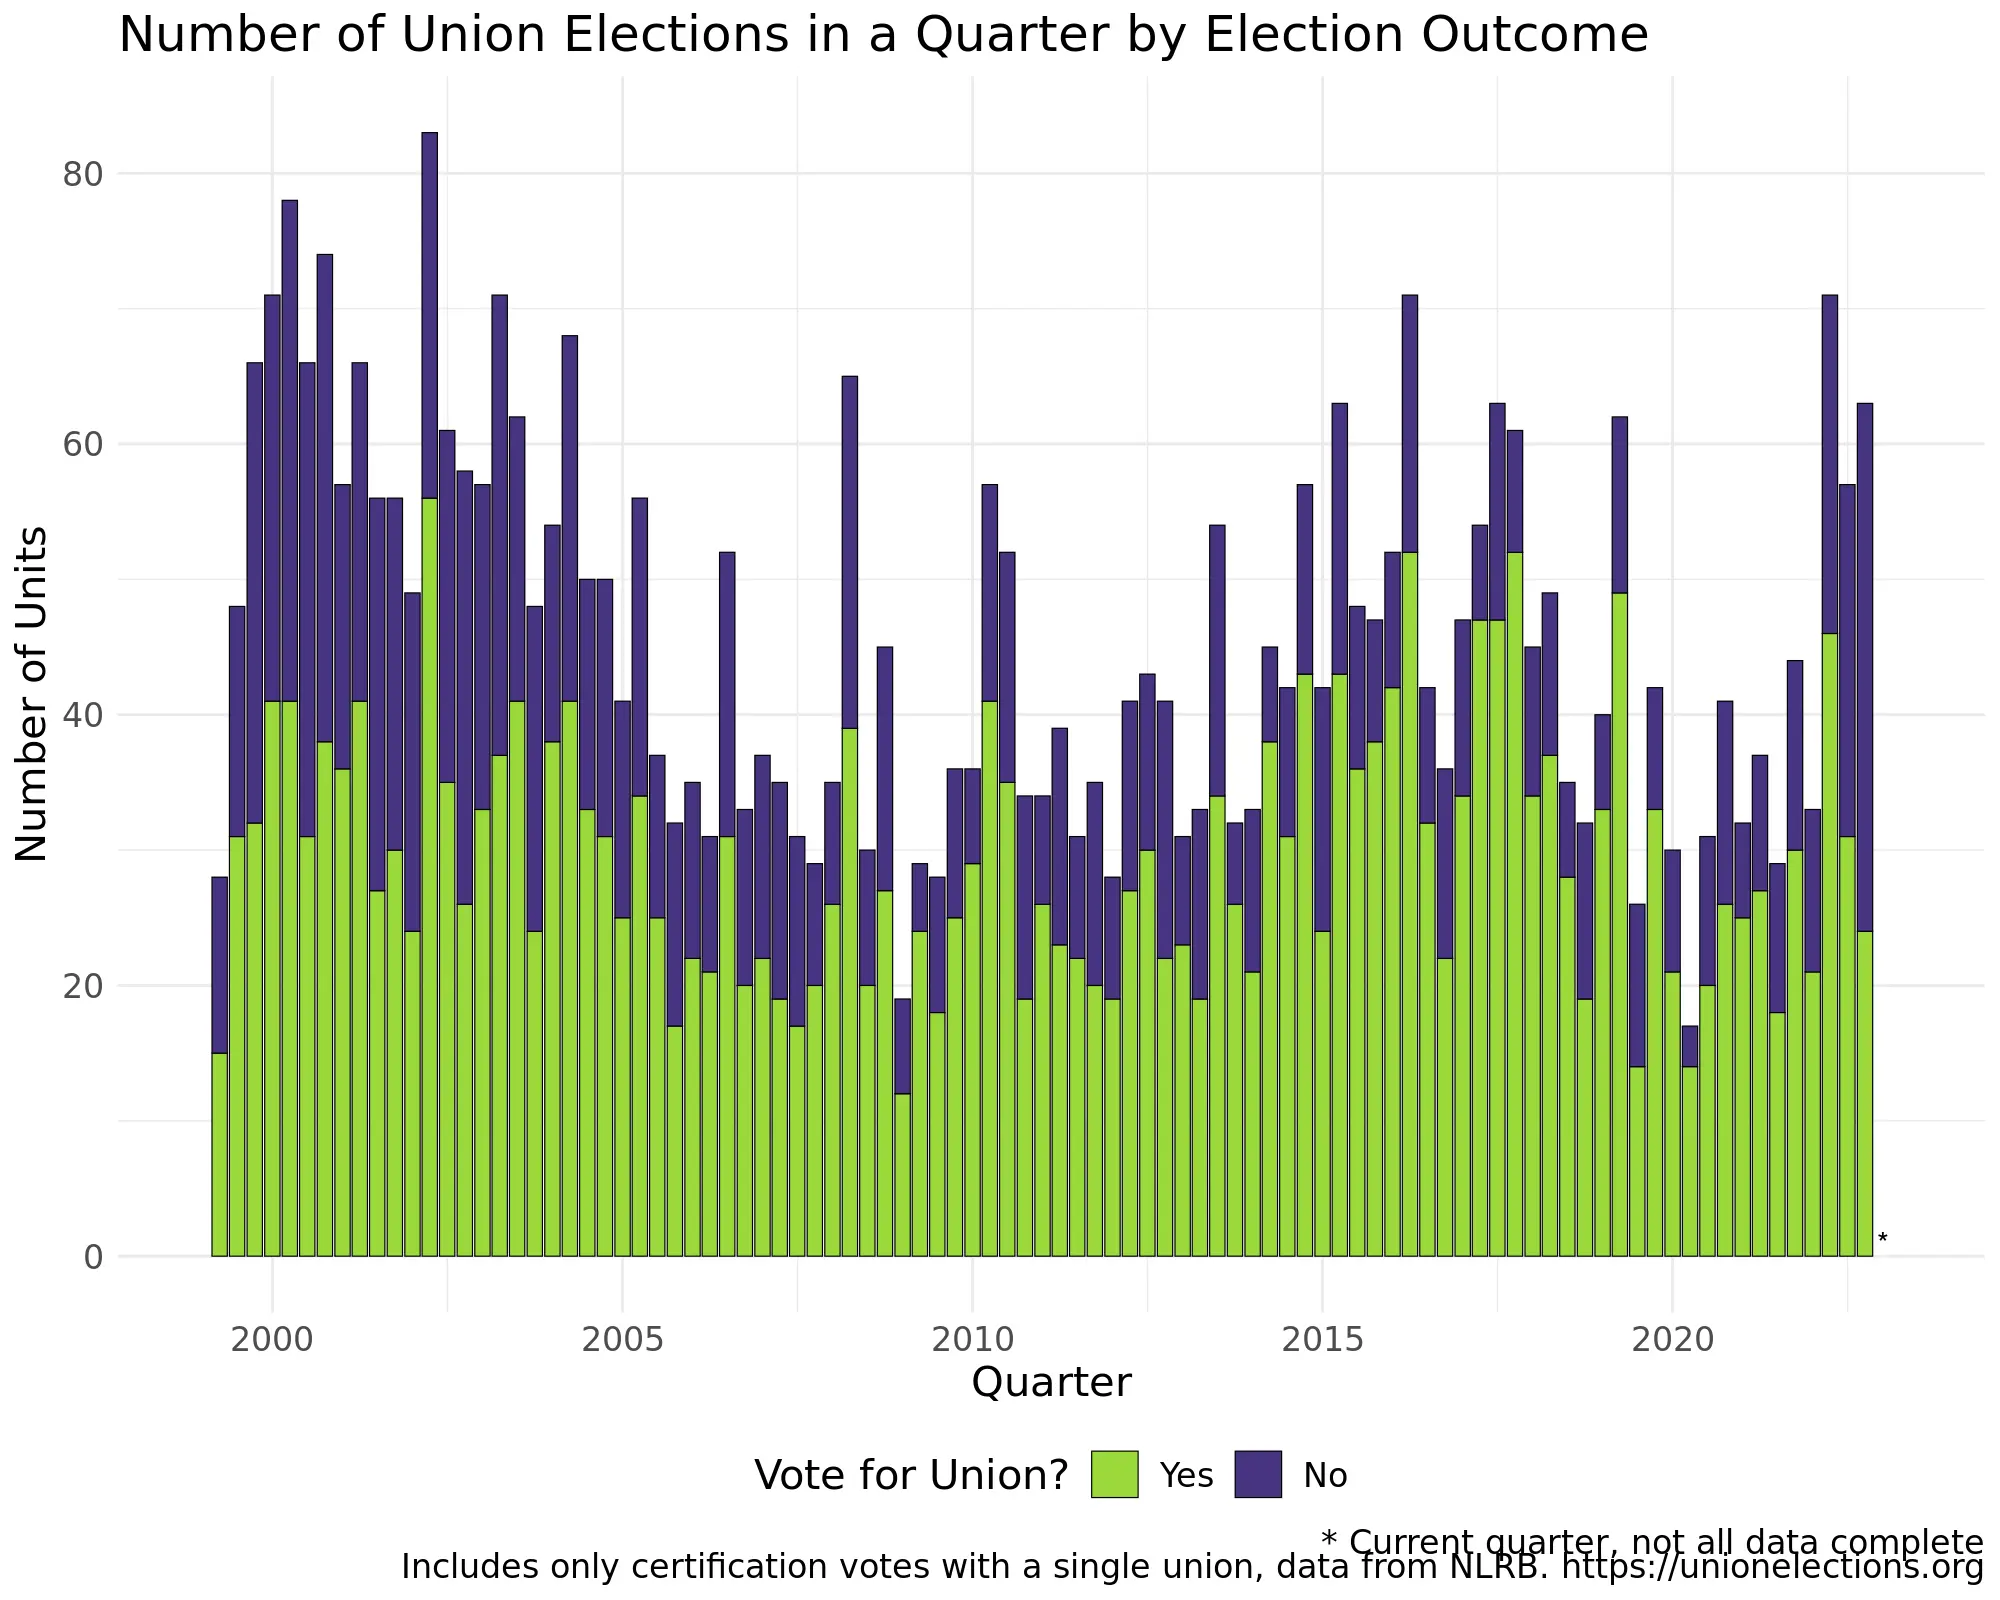 Number of Union Elections in a Quarter by Election Outcome
Number of Units
80
60
40
20
0
*
2000 2005 2010 2015 2020
Quarter
Vote for Union? Yes No
* Current quarter, not all data complete
Includes only certification votes with a single union, data from NLRB. https://unionelections.org